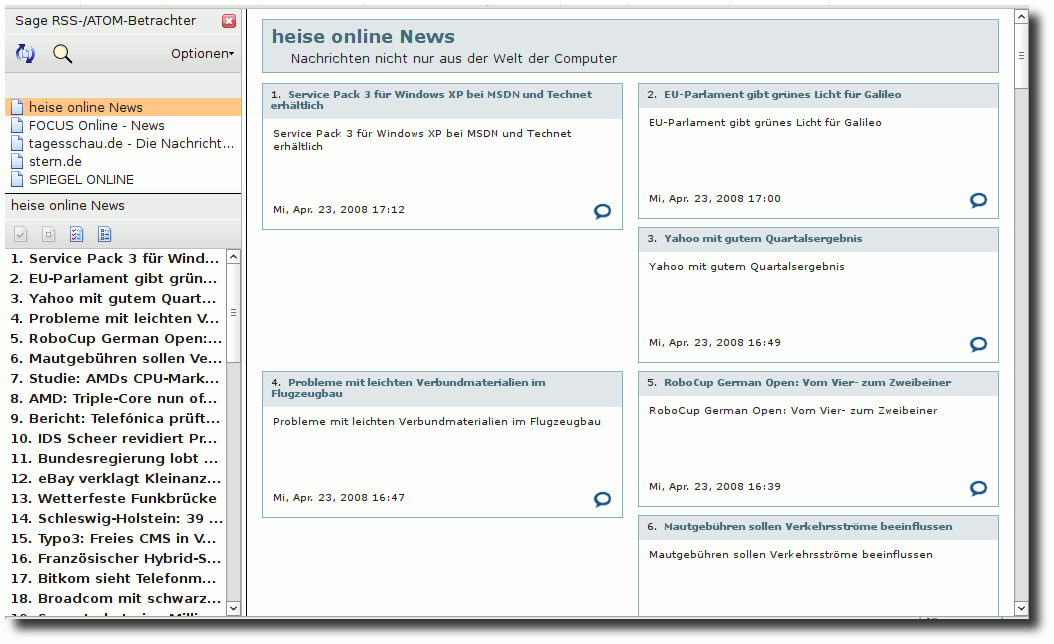 Sage RSS-/ATOM-Betrachter
Optionen
heise online News
FOCUS Online - News
tagesschau.de - Die Nachricht...
stern.de
SPIEGEL ONLINE
heise online News
1. Service Pack 3 für Wind...
2. EU-Parlament gibt grün...
3. Yahoo mit gutem Quart...
4. Probleme mit leichten V...
5. RoboCup German Open:...
6. Mautgebühren sollen Ve...
7. Studie: AMDs CPU-Mark...
8. AMD: Triple-Core nun of...
9. Bericht: Telefónica prüft...
10. IDS Scheer revidiert Pr...
11. Bundesregierung lobt ...
12. eBay verklagt Kleinanz...
13. Wetterfeste Funkbrücke
14. Schleswig-Holstein: 39 ...
15. Typo3: Freies CMS in V...
16. Französischer Hybrid-S...
17. Bitkom sieht Telefonm...
18. Broadcom mit schwarz...
heise online News
Nachrichten nicht nur aus der Welt der Computer
1. Service Pack 3 für Windows XP bei MSDN und Technet
erhältlich
Service Pack 3 für Windows XP bei MSDN und Technet
erhältlich
Mi, Apr. 23, 2008 17:12
2. EU-Parlament gibt grünes Licht für Galileo
EU-Parlament gibt grünes Licht für Galileo
Mi, Apr. 23, 2008 17:00
3. Yahoo mit gutem Quartalsergebnis
Yahoo mit gutem Quartalsergebnis
Mi, Apr. 23, 2008 16:49
4. Probleme mit leichten Verbundmaterialien im
Flugzeugbau
Probleme mit leichten Verbundmaterialien im Flugzeugbau
Mi, Apr. 23, 2008 16:47
5. RoboCup German Open: Vom Vier- zum Zweibeiner
RoboCup German Open: Vom Vier- zum Zweibeiner
Mi, Apr. 23, 2008 16:39
6. Mautgebühren sollen Verkehrsströme beeinflussen
Mautgebühren sollen Verkehrsströme beeinflussen